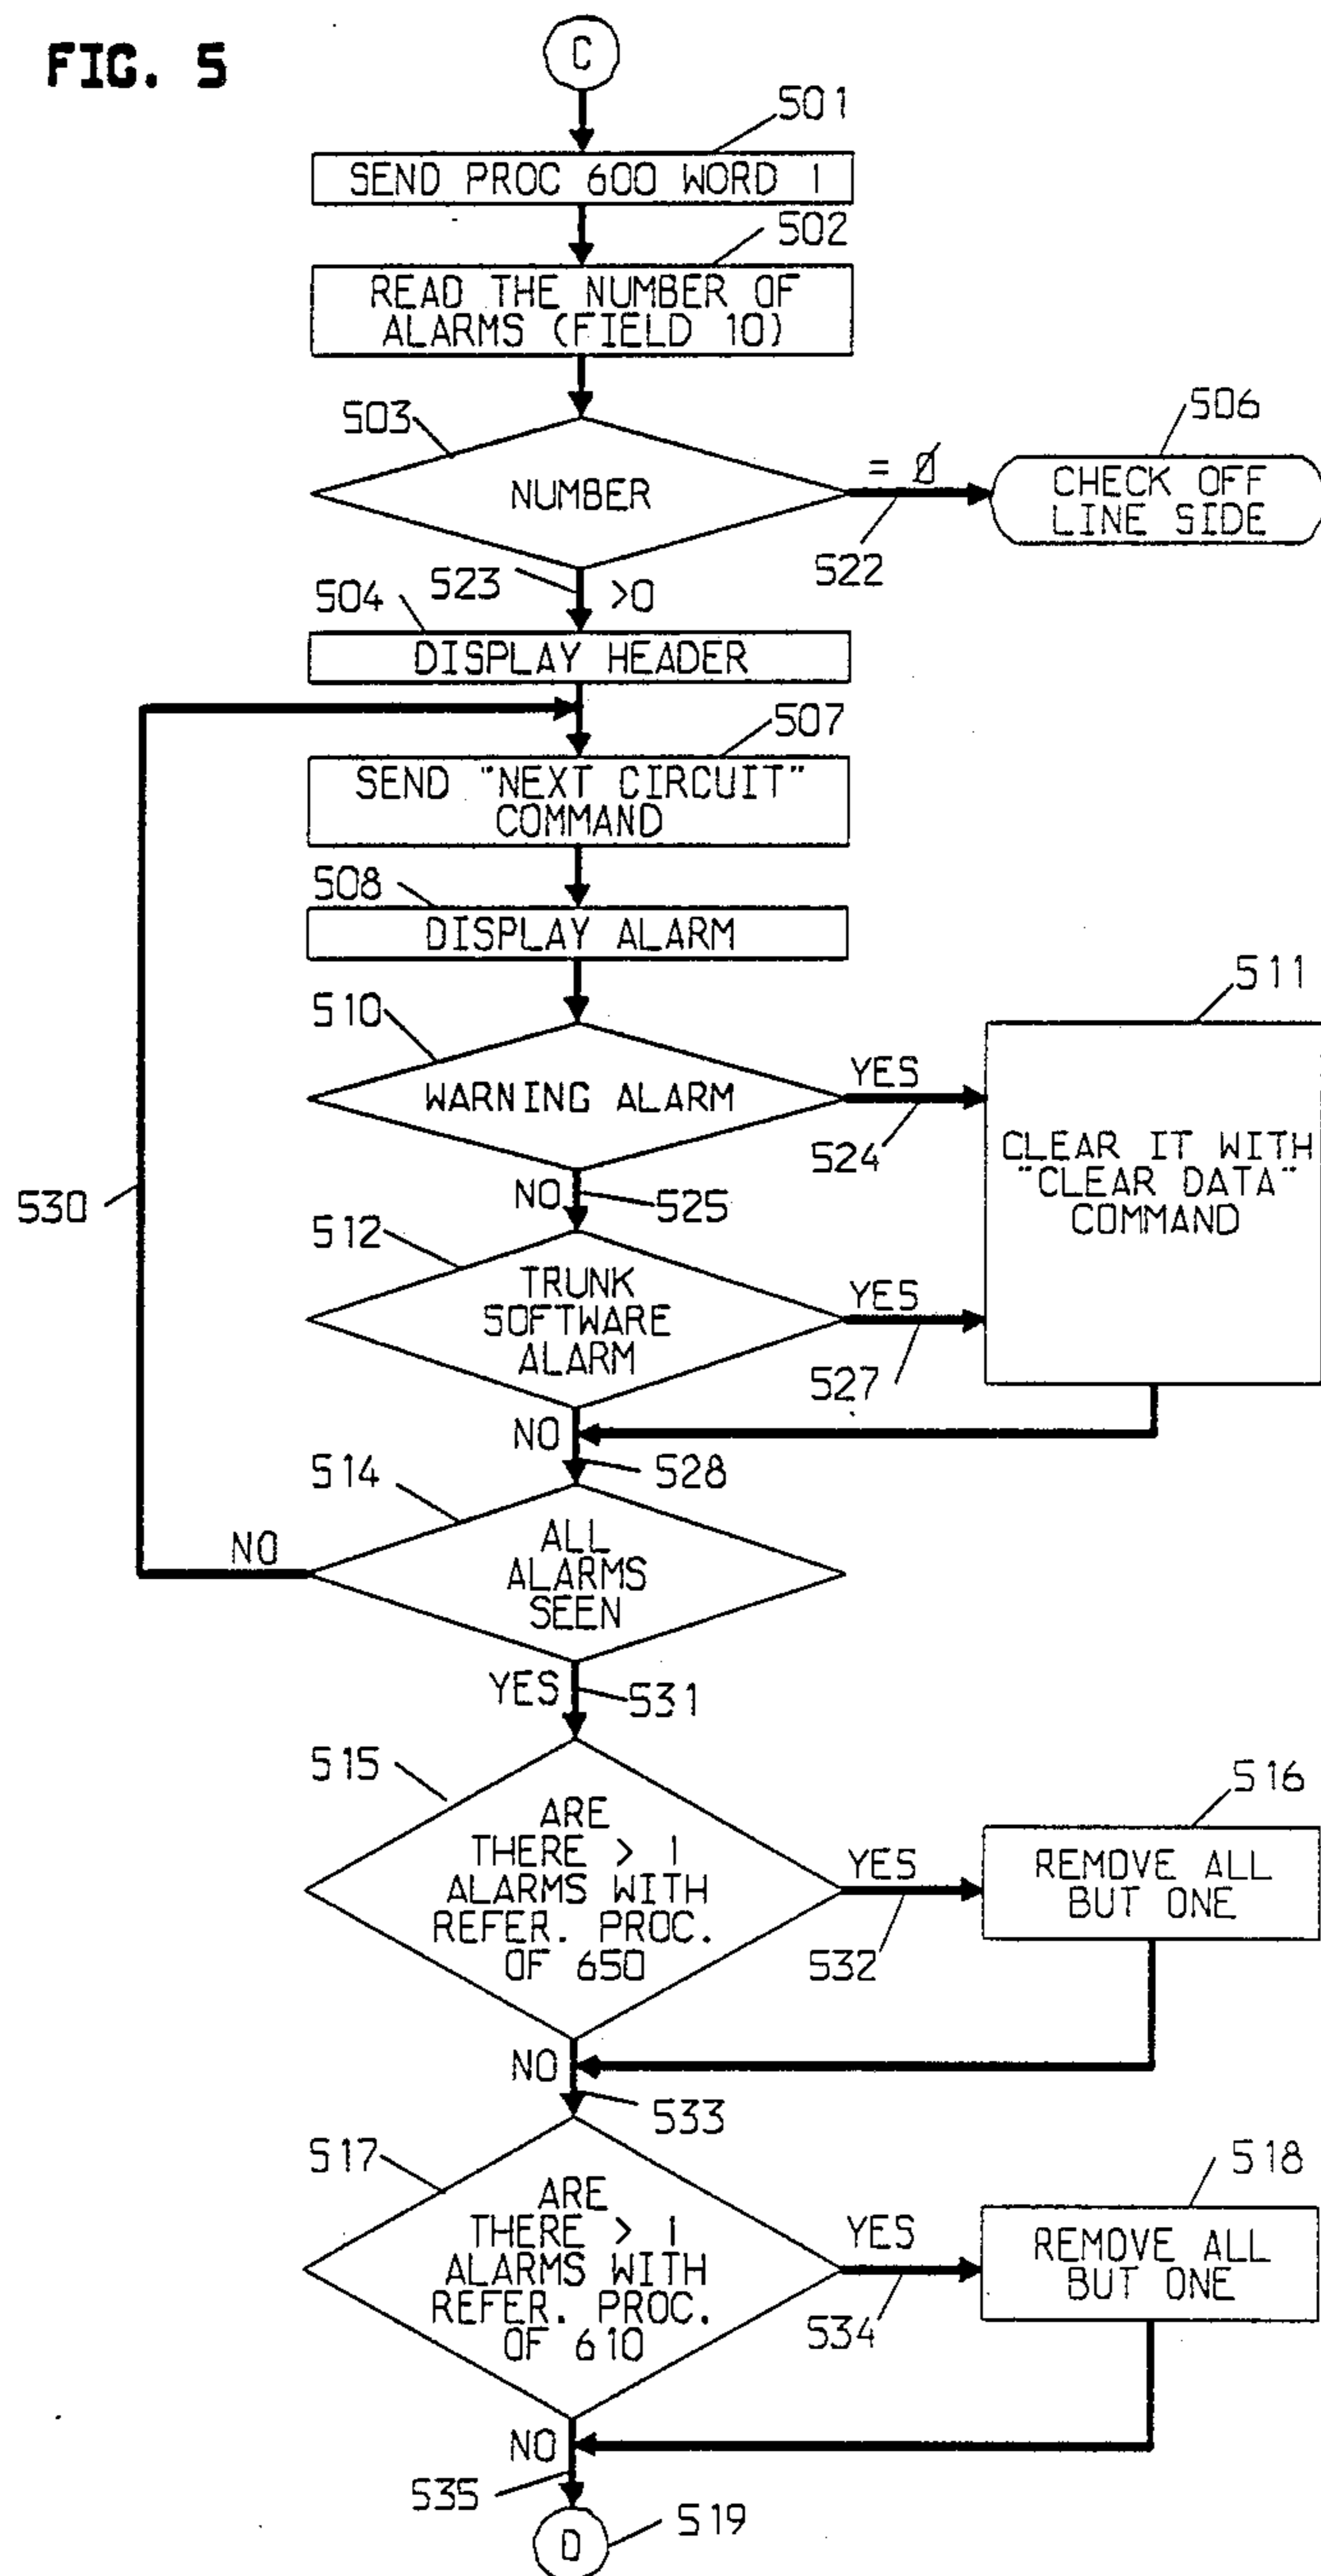 FIG. 5
C
501
SEND PROC 600 WORD 1
502
READ THE NUMBER OF
ALARMS (FIELD 10)
503
NUMBER
= Ø
522
506
CHECK OFF
LINE SIDE
523
>0
504
DISPLAY HEADER
507
SEND "NEXT CIRCUIT"
COMMAND
508
DISPLAY ALARM
510
WARNING ALARM
YES
524
511
CLEAR IT WITH
"CLEAR DATA"
COMMAND
530
NO
525
512
TRUNK
SOFTWARE
ALARM
YES
527
NO
528
514
ALL
ALARMS
SEEN
NO
YES
531
515
ARE
THERE > 1
ALARMS WITH
REFER. PROC.
OF 650
YES
532
516
REMOVE ALL
BUT ONE
NO
533
517
ARE
THERE > 1
ALARMS WITH
REFER. PROC.
OF 610
YES
534
518
REMOVE ALL
BUT ONE
NO
535
D
519